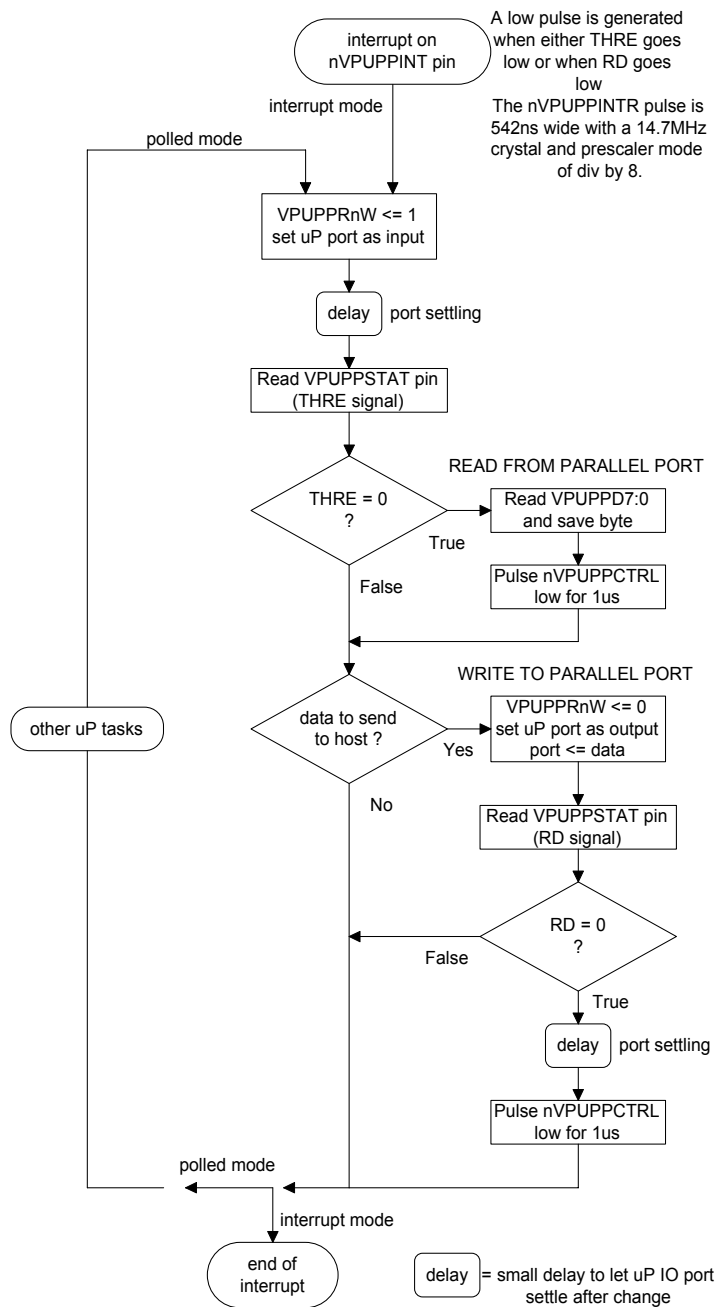 interrupt on
nVPUPPINT pin
A low pulse is generated
when either THRE goes
low or when RD goes
low
The nVPUPPINTR pulse is
542ns wide with a 14.7MHz
crystal and prescaler mode
of div by 8.
interrupt mode
polled mode
VPUPPRnW <= 1
set uP port as input
delay
port settling
Read VPUPPSTAT pin
(THRE signal)
READ FROM PARALLEL PORT
THRE = 0
?
True
False
Read VPUPPD7:0
and save byte
Pulse nVPUPPCTRL
low for 1us
WRITE TO PARALLEL PORT
other uP tasks
data to send
to host ?
Yes
No
VPUPPRnW <= 0
set uP port as output
port <= data
Read VPUPPSTAT pin
(RD signal)
RD = 0
?
False
True
delay
port settling
Pulse nVPUPPCTRL
low for 1us
polled mode
interrupt mode
end of
interrupt
delay
= small delay to let uP IO port
settle after change